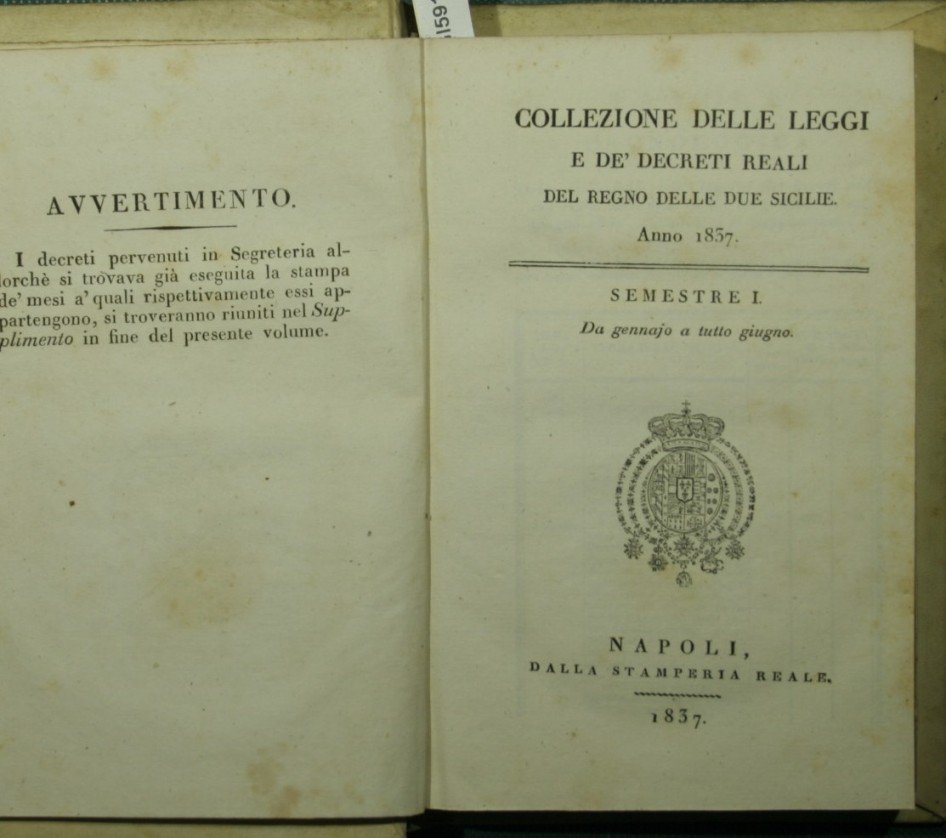 AVVERTIMENTO.
I decreti pervenuti in Segreteria al-
lorchè si trovava già eseguita la stampa
de' mesi a' quali rispettivamente essi ap-
partengono, si troveranno riuniti nel Sup-
plimento in fine del presente volume.
COLLEZIONE DELLE LEGGI
E DE' DECRETI REALI
DEL REGNO DELLE DUE SICILIE.
Anno 1837.
SEMESTRE I.
Da gennajo a tutto giugno.
NAPOLI,
DALLA STAMPERIA REALE.
1837.